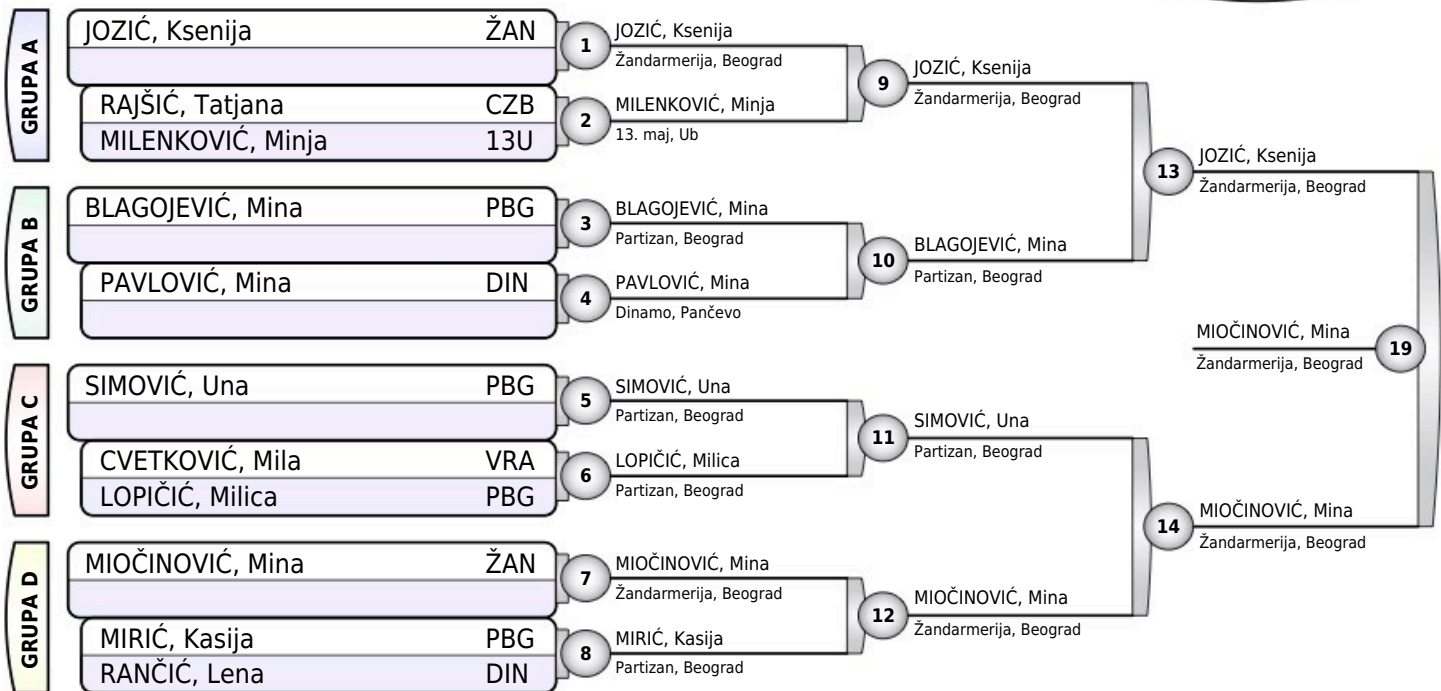 GRUPA A
JOZIĆ, Ksenija ŽAN
RAJŠIĆ, Tatjana CZB
MILENKOVIĆ, Minja 13U
1
JOZIĆ, Ksenija
Žandarmerija, Beograd
2
MILENKOVIĆ, Minja
13. maj, Ub
9
JOZIĆ, Ksenija
Žandarmerija, Beograd
GRUPA B
BLAGOJEVIĆ, Mina PBG
PAVLOVIĆ, Mina DIN
3
BLAGOJEVIĆ, Mina
Partizan, Beograd
4
PAVLOVIĆ, Mina
Dinamo, Pančevo
10
BLAGOJEVIĆ, Mina
Partizan, Beograd
13
JOZIĆ, Ksenija
Žandarmerija, Beograd
GRUPA C
SIMOVIĆ, Una PBG
CVETKOVIĆ, Mila VRA
LOPIČIĆ, Milica PBG
5
SIMOVIĆ, Una
Partizan, Beograd
6
LOPIČIĆ, Milica
Partizan, Beograd
11
SIMOVIĆ, Una
Partizan, Beograd
GRUPA D
MIOČINOVIĆ, Mina ŽAN
MIRIĆ, Kasija PBG
RANČIĆ, Lena DIN
7
MIOČINOVIĆ, Mina
Žandarmerija, Beograd
8
MIRIĆ, Kasija
Partizan, Beograd
12
MIOČINOVIĆ, Mina
Žandarmerija, Beograd
14
MIOČINOVIĆ, Mina
Žandarmerija, Beograd
MIOČINOVIĆ, Mina
Žandarmerija, Beograd
19